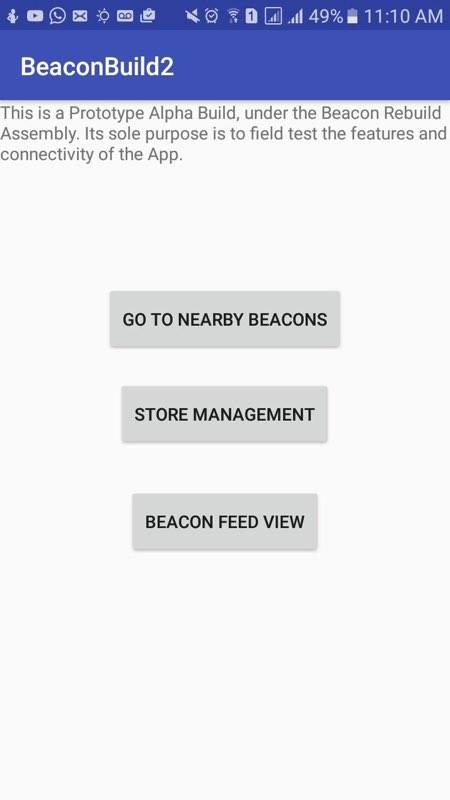 1 49% 11:10 AM
BeaconBuild2
This is a Prototype Alpha Build, under the Beacon Rebuild
Assembly. Its sole purpose is to field test the features and
connectivity of the App.
GO TO NEARBY BEACONS
STORE MANAGEMENT
BEACON FEED VIEW